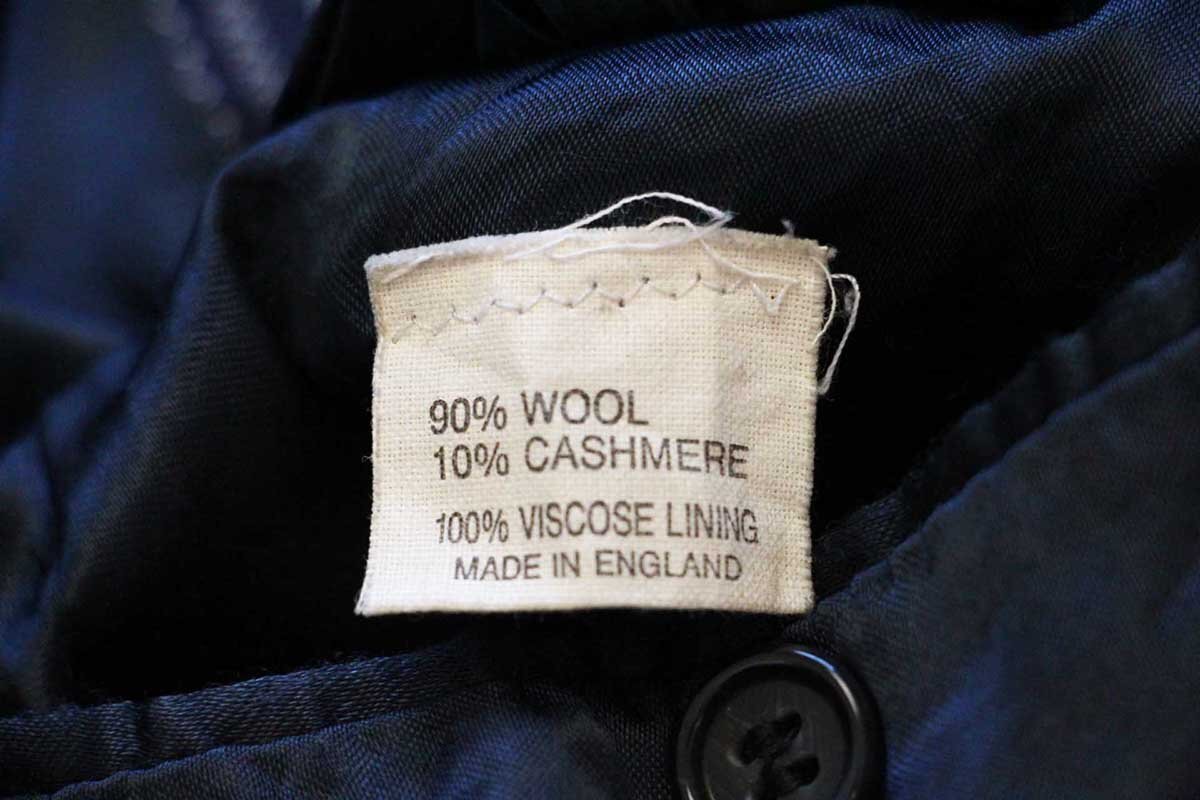 90% WOOL
10% CASHMERE
100% VISCOSE LINING
MADE IN ENGLAND